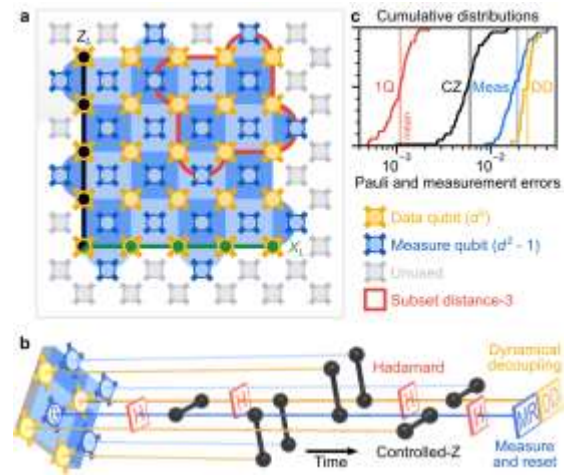 a
Z_L
X_L
c
Cumulative distributions
1Q
mean
CZ
Meas.
DD
10⁻³
10⁻²
Pauli and measurement errors
Data qubit (d²)
Measure qubit (d² - 1)
Unused
Subset distance-3
b
Dynamical
decoupling
Hadamard
H
H
H
H
MR
DD
Time
Controlled-Z
Measure
and reset